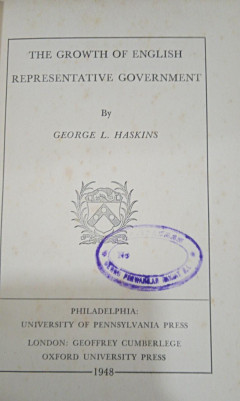 THE GROWTH OF ENGLISH
REPRESENTATIVE GOVERNMENT
By
GEORGE L. HASKINS
PHILADELPHIA:
UNIVERSITY OF PENNSYLVANIA PRESS
LONDON: GEOFFREY CUMBERLEGE
OXFORD UNIVERSITY PRESS
1948